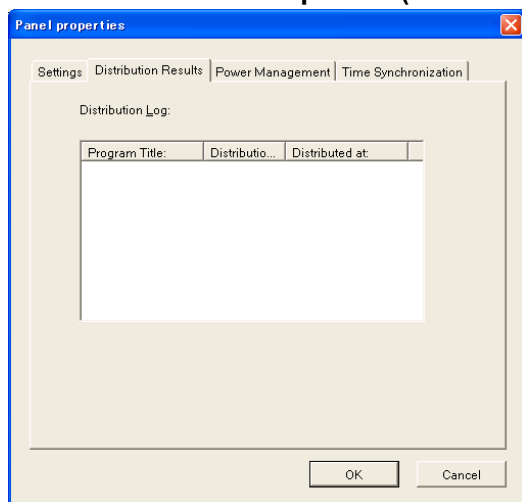 Panel properties
Settings Distribution Results Power Management Time Synchronization
Distribution Log:
Program Title: Distributio... Distributed at:
OK Cancel